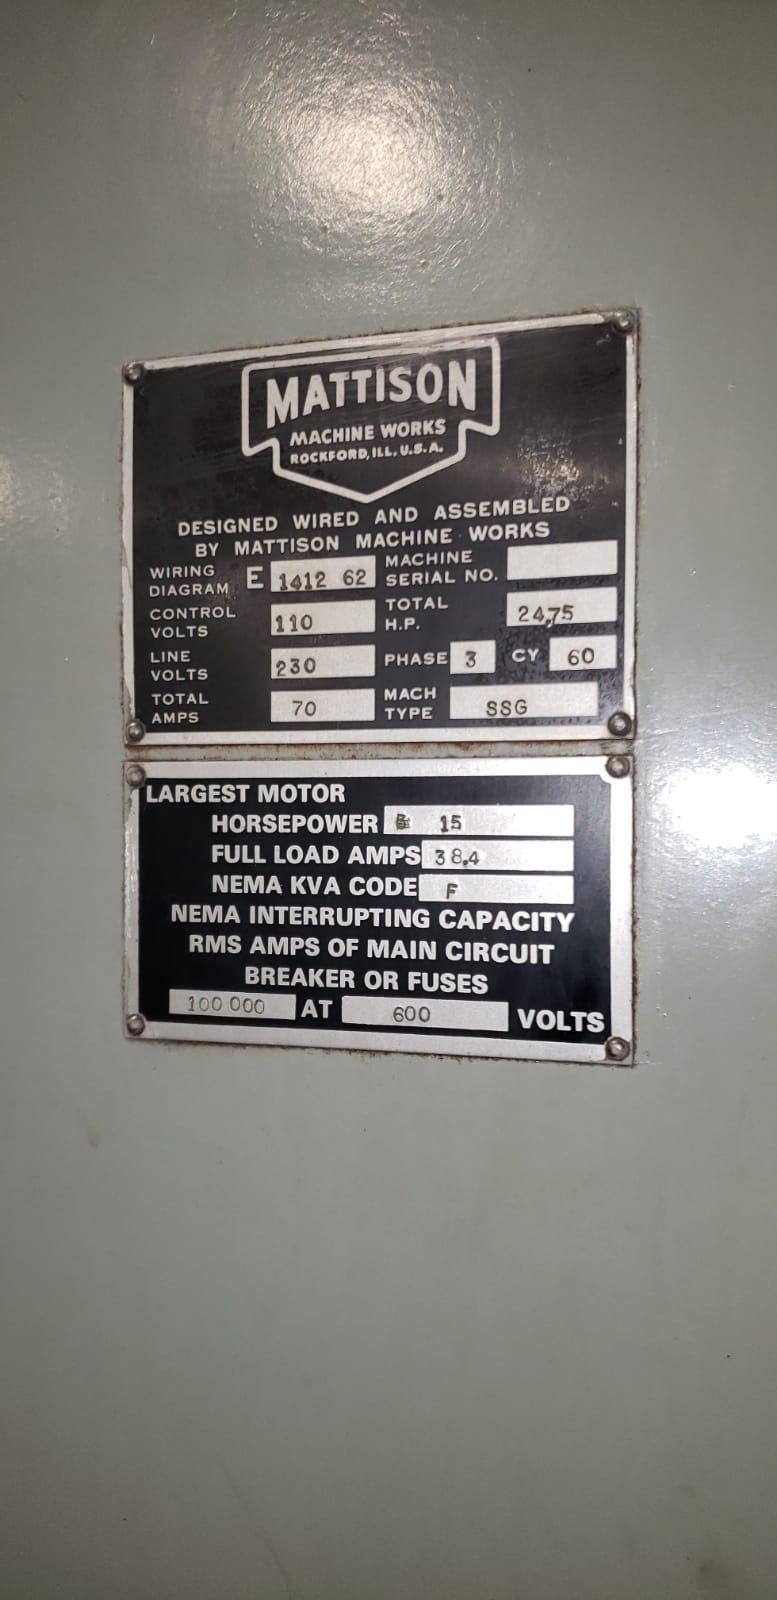 MATTISON
MACHINE WORKS
ROCKFORD, ILL. U.S.A.
DESIGNED WIRED AND ASSEMBLED
BY MATTISON MACHINE WORKS
WIRING DIAGRAM E 1412 62 MACHINE SERIAL NO.
CONTROL VOLTS 110 TOTAL H.P. 24,75
LINE VOLTS 230 PHASE 3 CY 60
TOTAL AMPS 70 MACH TYPE SSG
LARGEST MOTOR
HORSEPOWER 15
FULL LOAD AMPS 38.4
NEMA KVA CODE F
NEMA INTERRUPTING CAPACITY
RMS AMPS OF MAIN CIRCUIT
BREAKER OR FUSES
100 000 AT 600 VOLTS